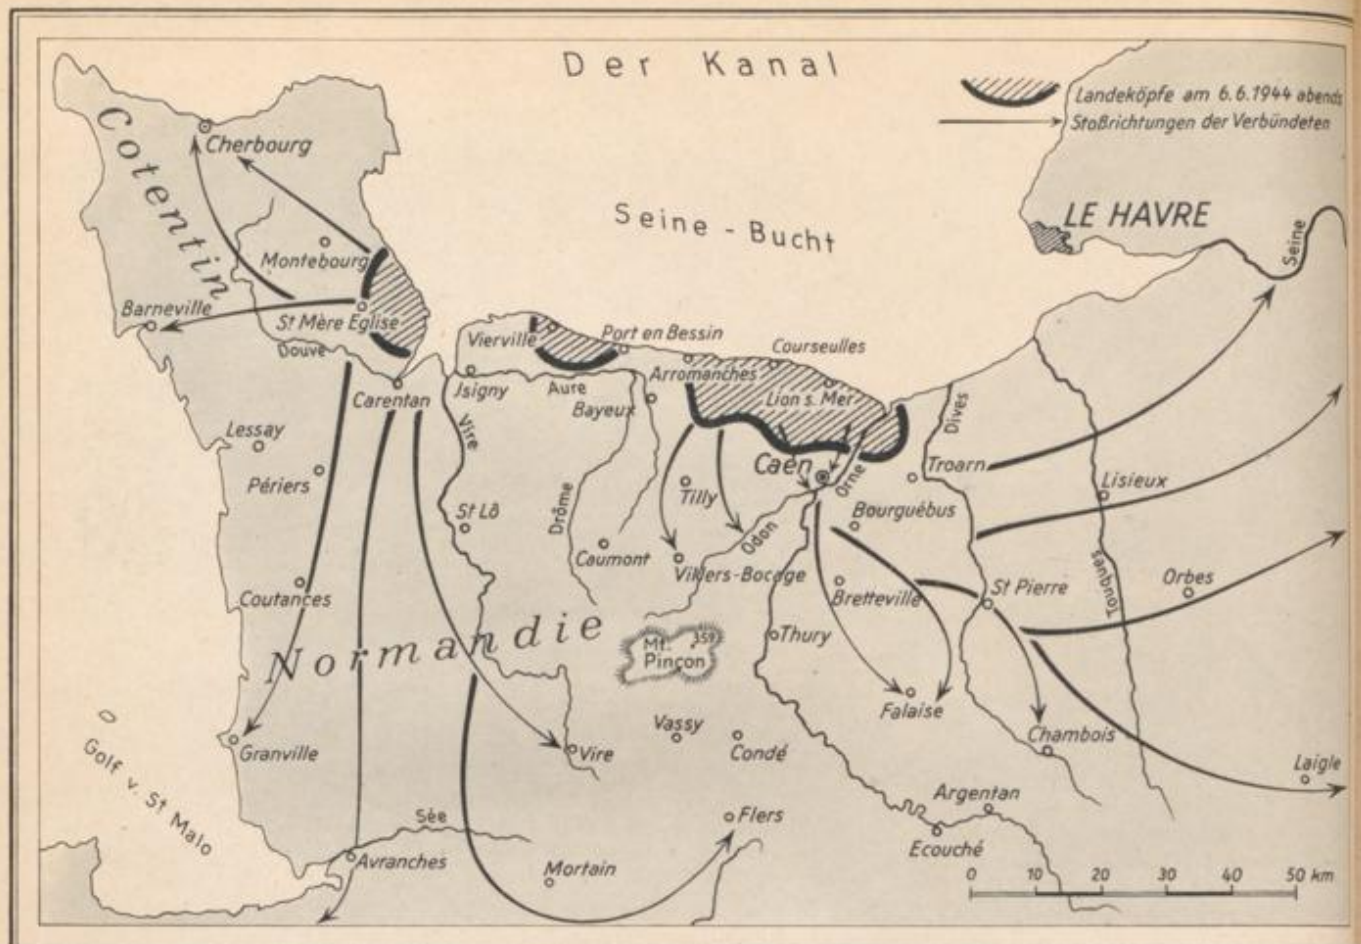 Der Kanal
Landeköpfe am 6.6.1944 abends
Stoßrichtungen der Verbündeten
Cotentin
Cherbourg
LE HAVRE
Seine
Seine - Bucht
Montebourg
Barneville
St Mère Eglise
Douve
Vierville
Port en Bessin
Courseulles
Arromanches
Lion s. Mer
Jsigny
Aure
Bayeux
Carentan
Vire
Dives
Lessay
Périers
Caen
Troarn
Lisieux
Orne
Tilly
St Lô
Drôme
Bourguébus
Odon
Caumont
Villers-Bocage
Touques
Orbes
St Pierre
Bretteville
Coutances
Normandie
Mt. Pinçon
359
Thury
Falaise
Vassy
Condé
Chambois
Granville
Vire
Golf v. St Malo
Laigle
Argentan
Sée
Flers
Ecouché
Avranches
Mortain
0 10 20 30 40 50 km